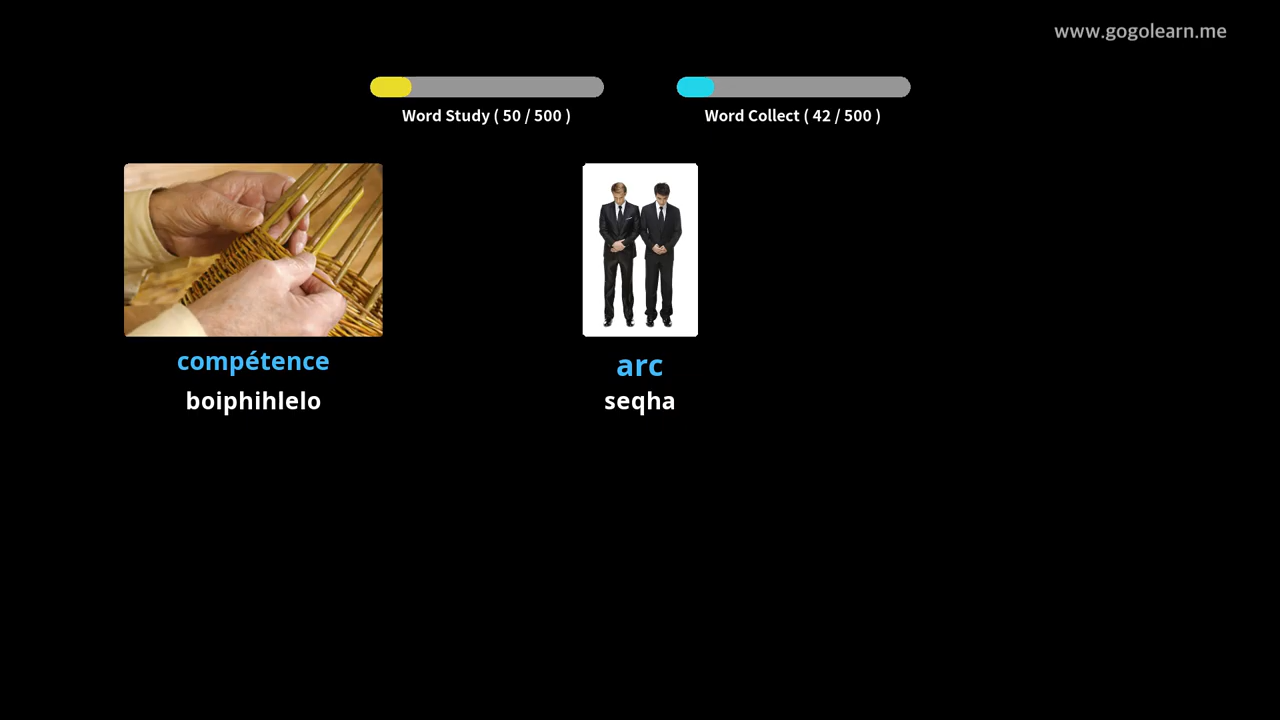 www.gogolearn.me
Word Study ( 50 / 500 )
Word Collect ( 42 / 500 )
compétence
boiphihlelo
arc
seqha